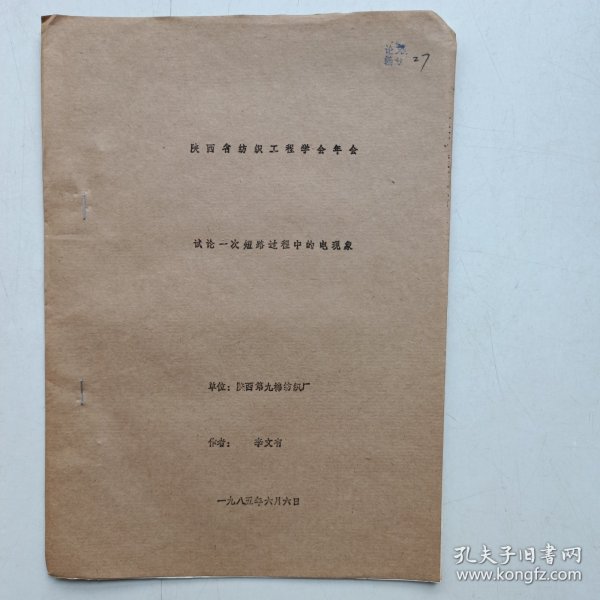 论
27
陕西省纺织工程学会年会
试论一次短路过程中的电现象
单位：陕西第九棉纺织厂
作者：李文有
一九八五年六月六日
孔夫子旧书网
www.kongfz.com